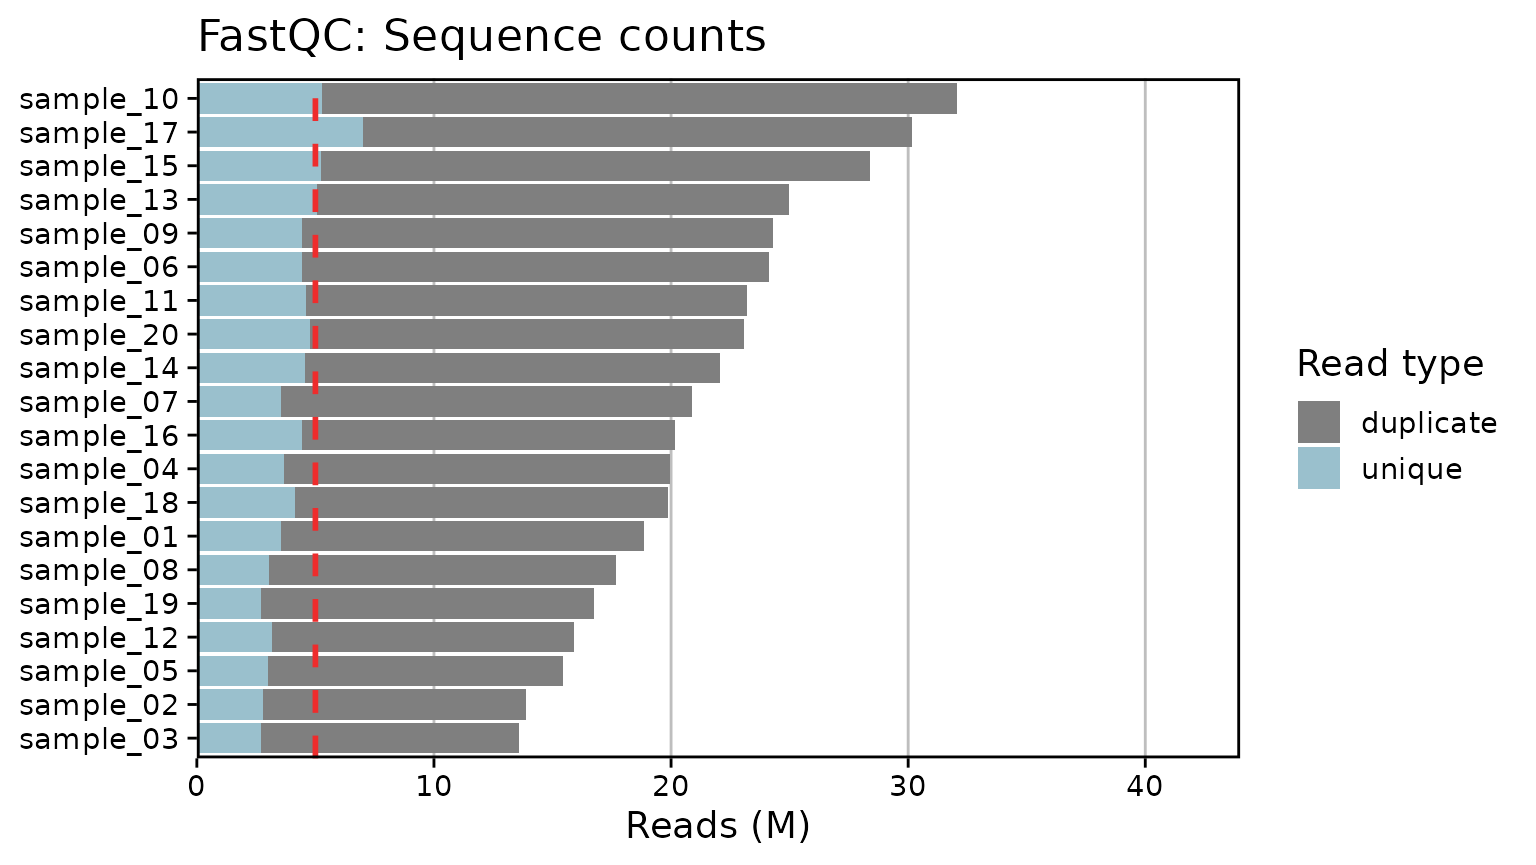 FastQC: Sequence counts
sample_10
sample_17
sample_15
sample_13
sample_09
sample_06
sample_11
sample_20
sample_14
sample_07
sample_16
sample_04
sample_18
sample_01
sample_08
sample_19
sample_12
sample_05
sample_02
sample_03
0 10 20 30 40
Reads (M)
Read type
duplicate
unique